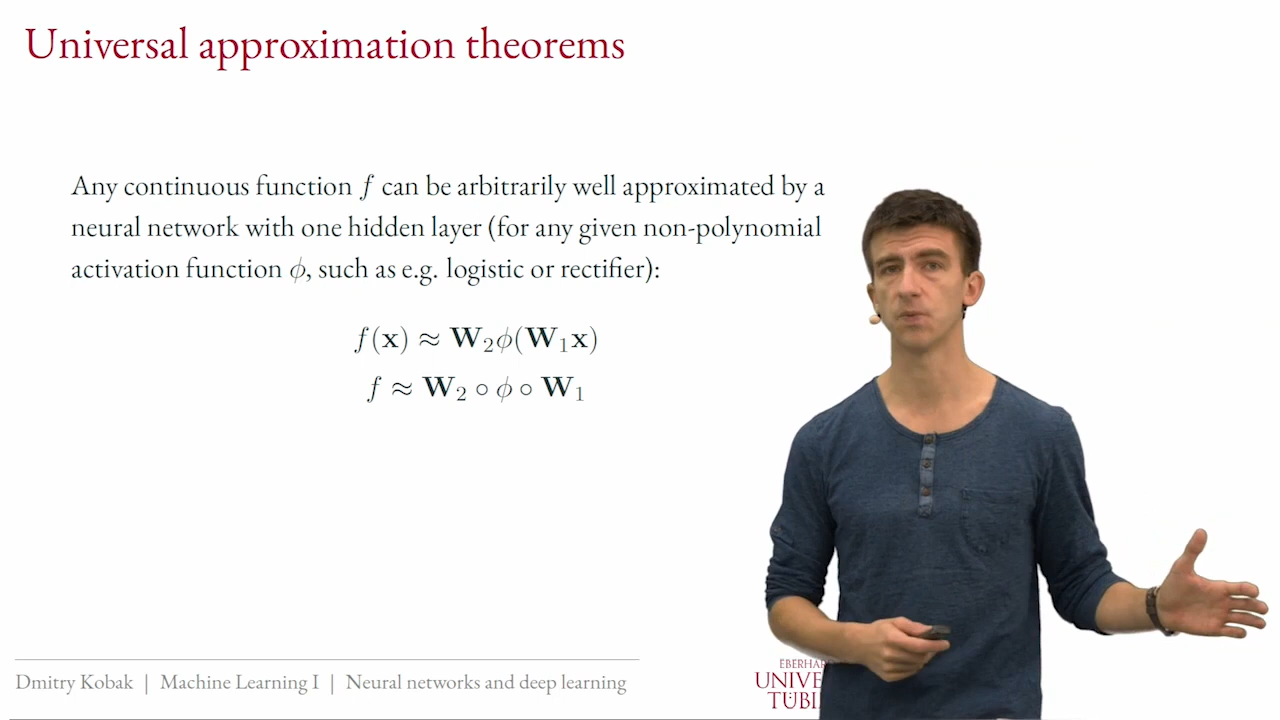 Universal approximation theorems
Any continuous function f can be arbitrarily well approximated by a
neural network with one hidden layer (for any given non-polynomial
activation function ϕ, such as e.g. logistic or rectifier):
f(x) ≈ W₂ϕ(W₁x)
f ≈ W₂ ∘ ϕ ∘ W₁
Dmitry Kobak | Machine Learning I | Neural networks and deep learning